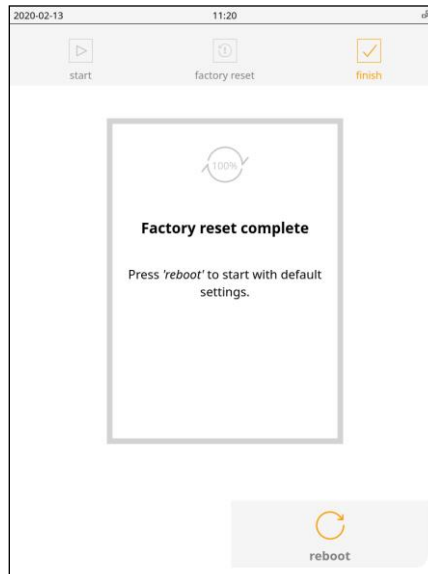 2020-02-13 11:20
start factory reset finish
100%
Factory reset complete
Press 'reboot' to start with default
settings.
reboot